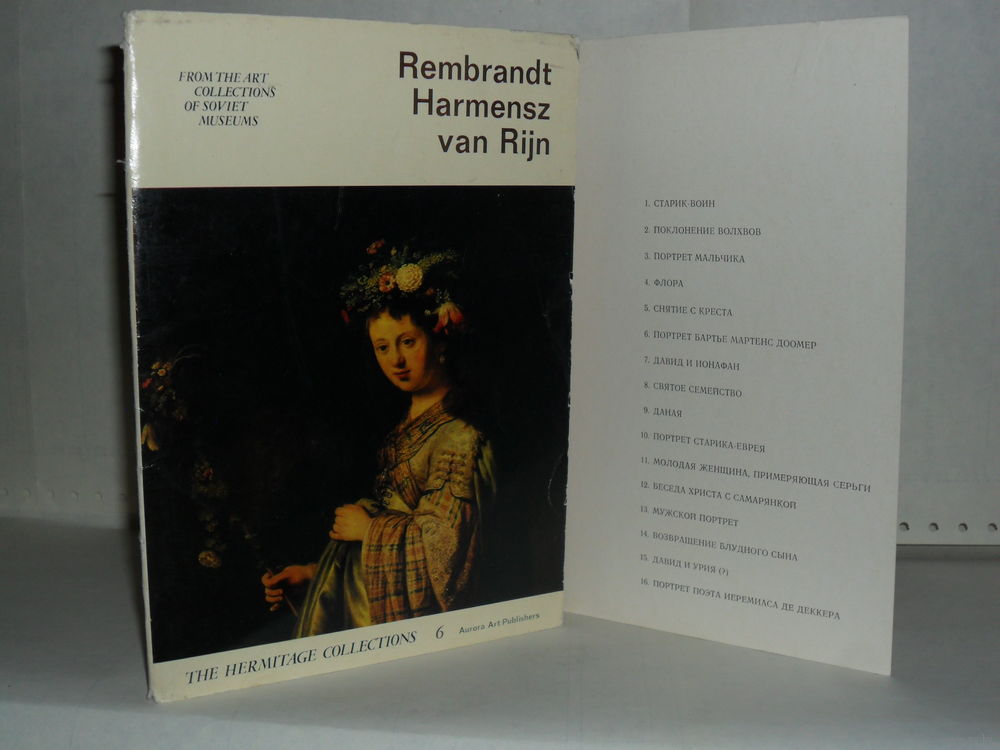 FROM THE ART
COLLECTIONS
OF SOVIET
MUSEUMS
Rembrandt
Harmensz
van Rijn
THE HERMITAGE COLLECTIONS 6 Aurora Art Publishers
1. СТАРИК-ВОИН
2. ПОКЛОНЕНИЕ ВОЛХВОВ
3. ПОРТРЕТ МАЛЬЧИКА
4. ФЛОРА
5. СНЯТИЕ С КРЕСТА
6. ПОРТРЕТ БАРТЬЕ МАРТЕНС ДООМЕР
7. ДАВИД И ИОНАФАН
8. СВЯТОЕ СЕМЕЙСТВО
9. ДАНАЯ
10. ПОРТРЕТ СТАРИКА-ЕВРЕЯ
11. МОЛОДАЯ ЖЕНЩИНА, ПРИМЕРЯЮЩАЯ СЕРЬГИ
12. БЕСЕДА ХРИСТА С САМАРЯНКОЙ
13. МУЖСКОЙ ПОРТРЕТ
14. ВОЗВРАЩЕНИЕ БЛУДНОГО СЫНА
15. ДАВИД И УРИЯ (?)
16. ПОРТРЕТ ПОЭТА ИЕРЕМИАСА ДЕ ДЕККЕРА